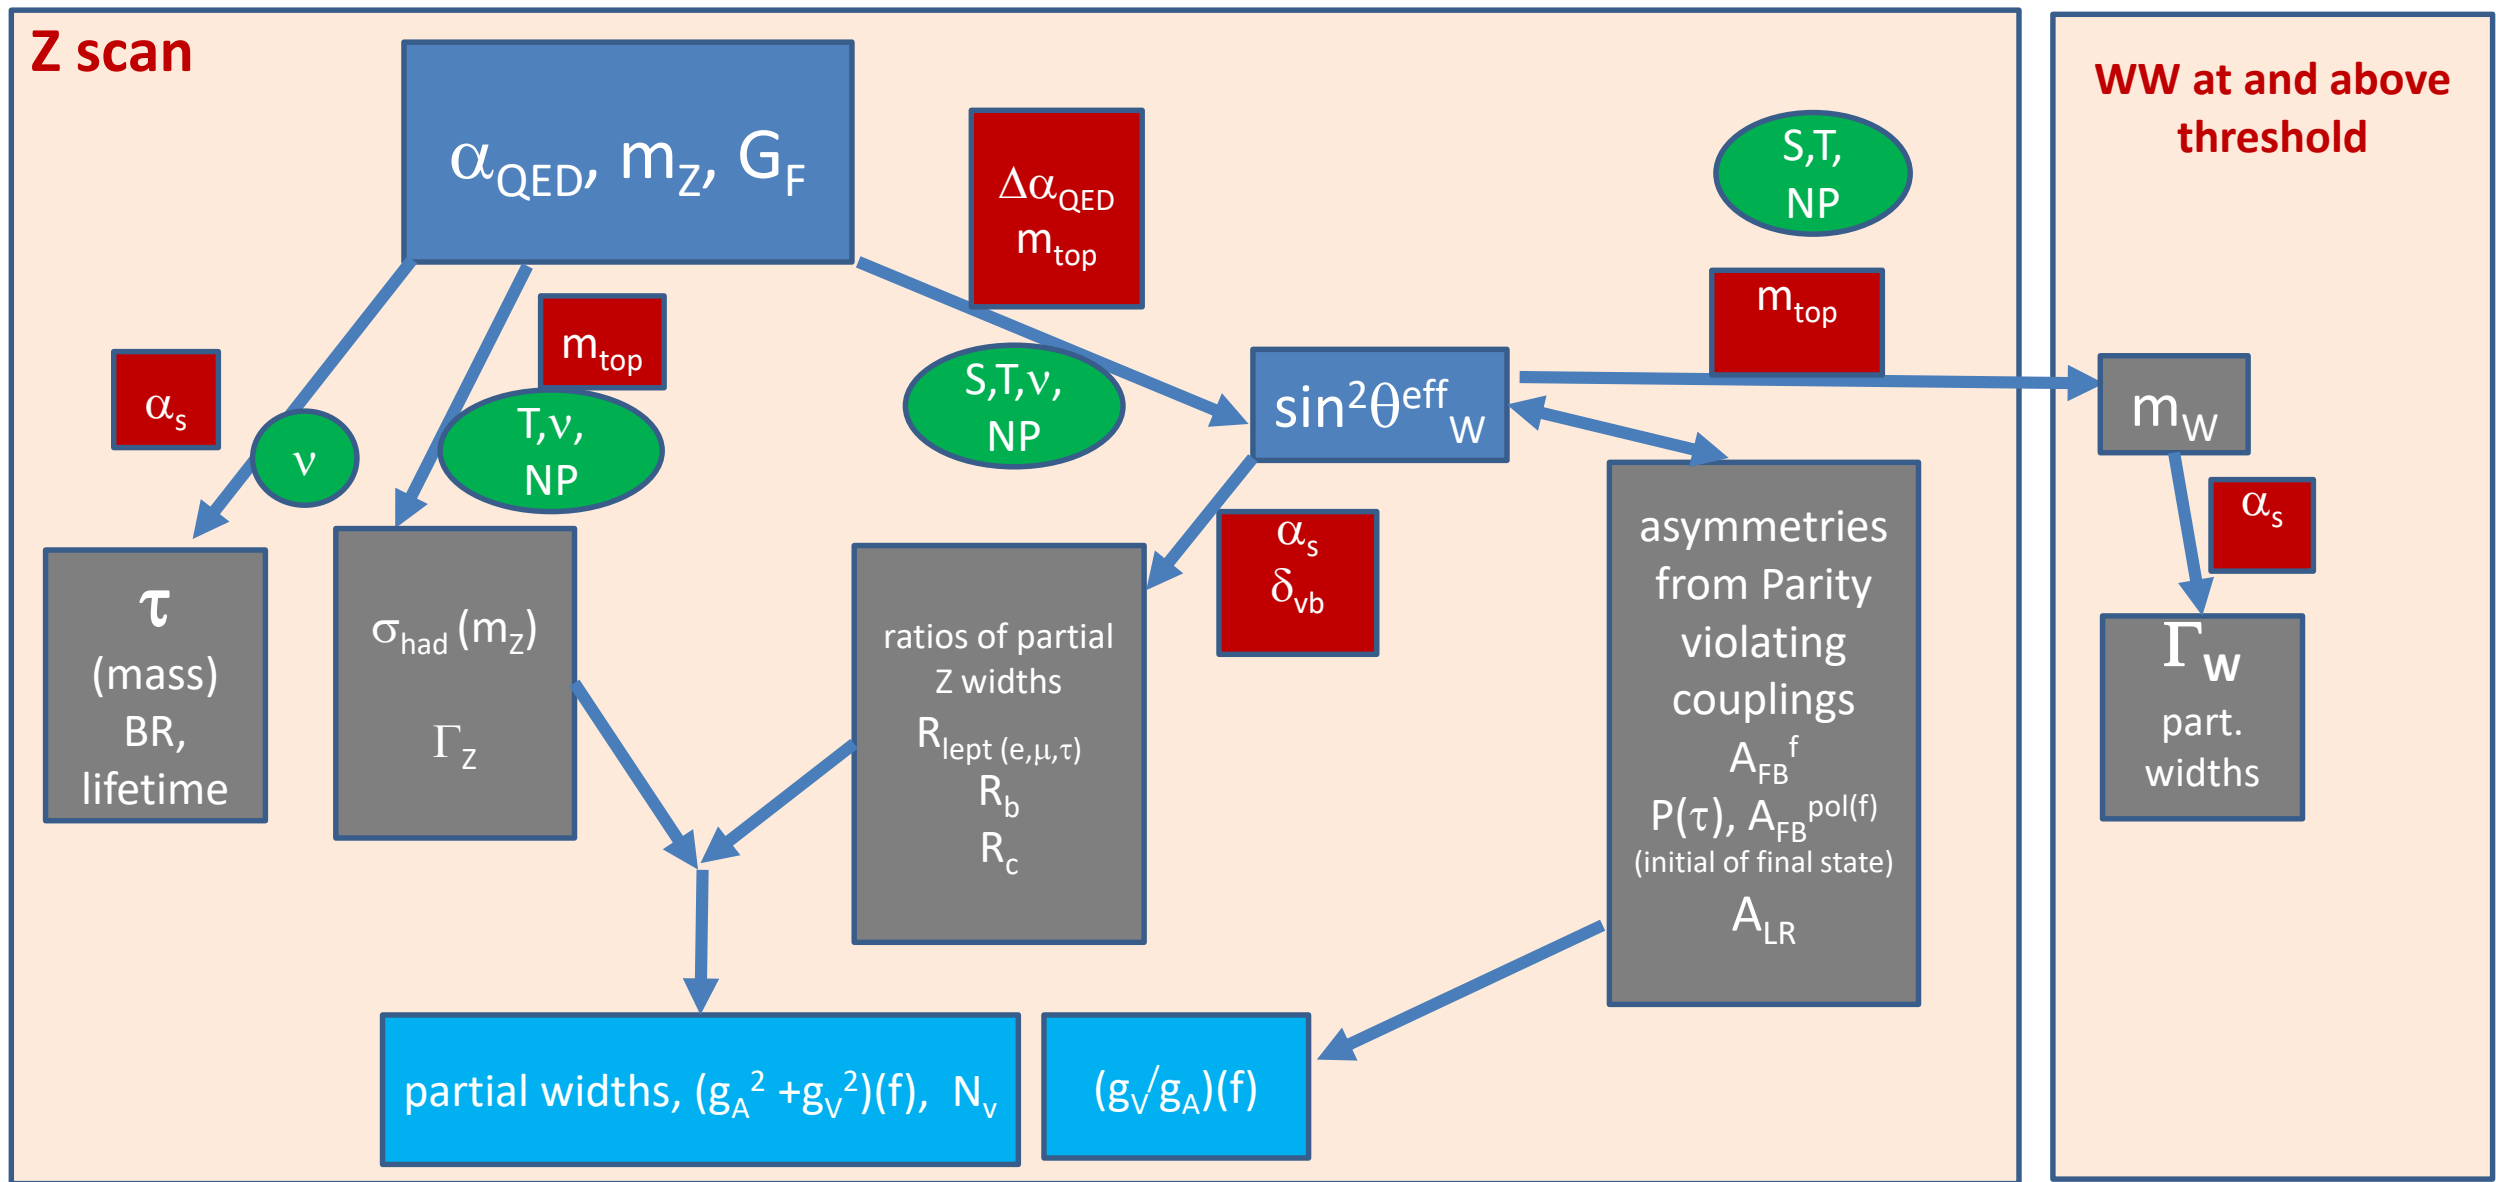 Z scan
α_QED, m_Z, G_F
Δα_QED
m_top
S,T,
NP
m_top
WW at and above
threshold
m_top
α_s
ν
T,ν,
NP
S,T,ν,
NP
sin²θ^eff_W
m_W
α_s
α_s
δ_vb
τ
(mass)
BR,
lifetime
σ_had (m_Z)
Γ_Z
ratios of partial
Z widths
R_lept (e,μ,τ)
R_b
R_c
asymmetries
from Parity
violating
couplings
A_FB^f
P(τ), A_FB^pol(f)
(initial of final state)
A_LR
Γ_W
part.
widths
partial widths, (g_A² +g_V²)(f), N_v
(g_V/g_A)(f)